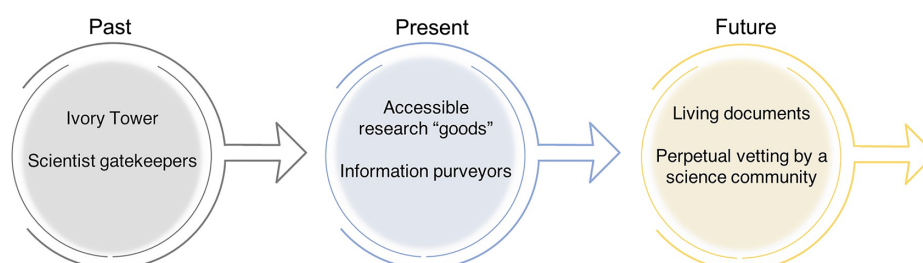 Past
Ivory Tower
Scientist gatekeepers
Present
Accessible
research “goods”
Information purveyors
Future
Living documents
Perpetual vetting by a
science community